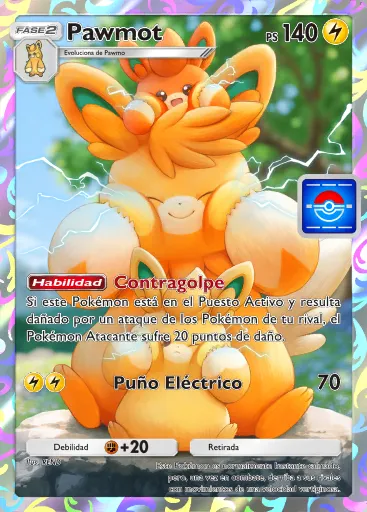 FASE 2 Pawmot PS 140
Evoluciona de Pawmo
Habilidad Contragolpe
Si este Pokémon está en el Puesto Activo y resulta
dañado por un ataque de los Pokémon de tu rival, el
Pokémon Atacante sufre 20 puntos de daño.
Puño Eléctrico 70
Debilidad +20 Retirada
Este Pokémon es normalmente bastante calmado,
pero, una vez en combate, derriba a sus rivales
con movimientos de una velocidad vertiginosa.